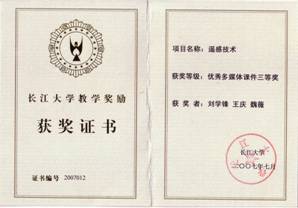 长江大学教学奖励
获奖证书
证书编号 2007012
项目名称：遥感技术
获奖等级：优秀多媒体课件三等奖
获奖者：刘学锋 王庆 魏薇
长江大学
二〇〇七年七月